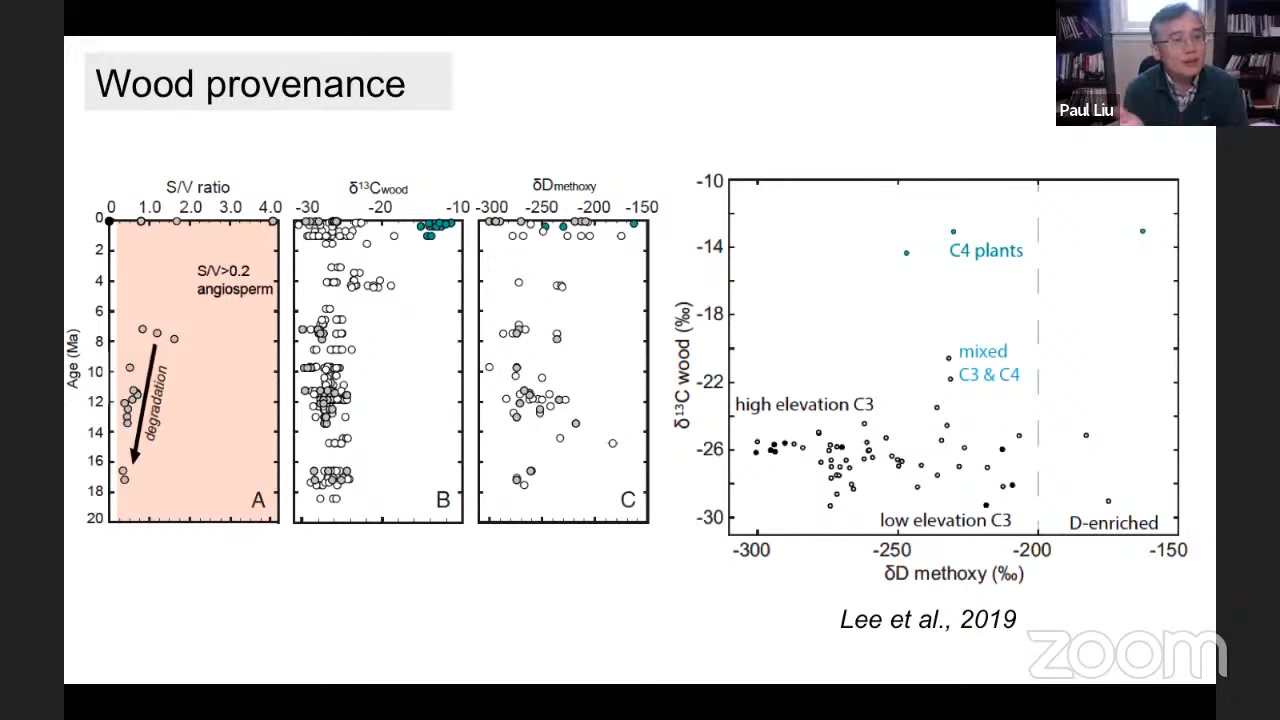 Wood provenance
Paul Liu
S/V ratio
0 1.0 2.0 3.0 4.0
Age (Ma)
0
2
4
6
8
10
12
14
16
18
20
S/V>0.2
angiosperm
degradation
A
δ¹³Cwood
-30 -20 -10
B
δDmethoxy
-300 -250 -200 -150
C
δ¹³C wood (‰)
-10
-14
-18
-22
-26
-30
C4 plants
mixed
C3 & C4
high elevation C3
low elevation C3
D-enriched
-300 -250 -200 -150
δD methoxy (‰)
Lee et al., 2019
zoom